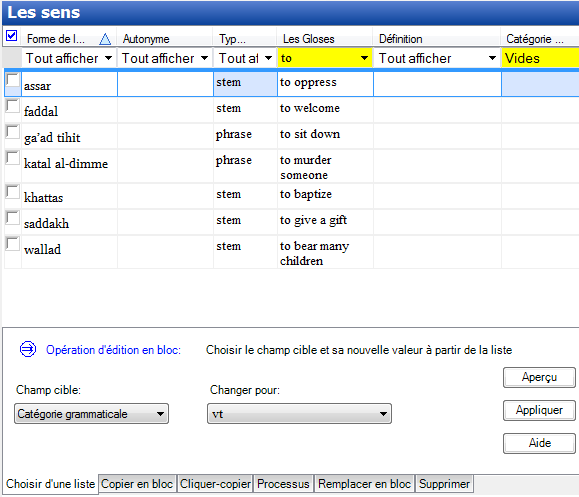 Les sens
Forme de l... Autonyme Typ... Les Gloses Définition Catégorie ...
Tout afficher Tout afficher Tout af to Tout afficher Vides
assar stem to oppress
faddal stem to welcome
ga'ad tihit phrase to sit down
katal al-dimme phrase to murder
someone
khattas stem to baptize
saddakh stem to give a gift
wallad stem to bear many
children
Opération d'édition en bloc: Choisir le champ cible et sa nouvelle valeur à partir de la liste
Aperçu
Champ cible: Changer pour:
Catégorie grammaticale vt Appliquer
Aide
Choisir d'une liste Copier en bloc Cliquer-copier Processus Remplacer en bloc Supprimer